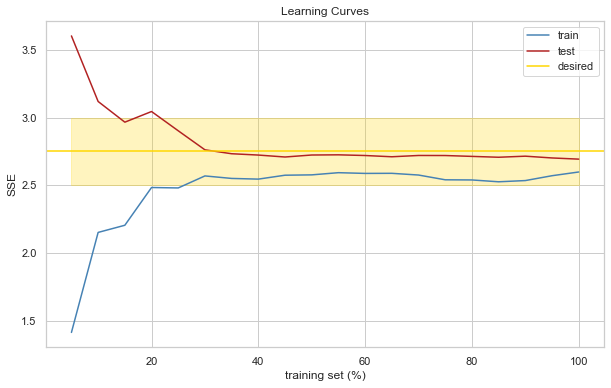 Learning Curves
train
test
desired
SSE
3.5
3.0
2.5
2.0
1.5
20 40 60 80 100
training set (%)